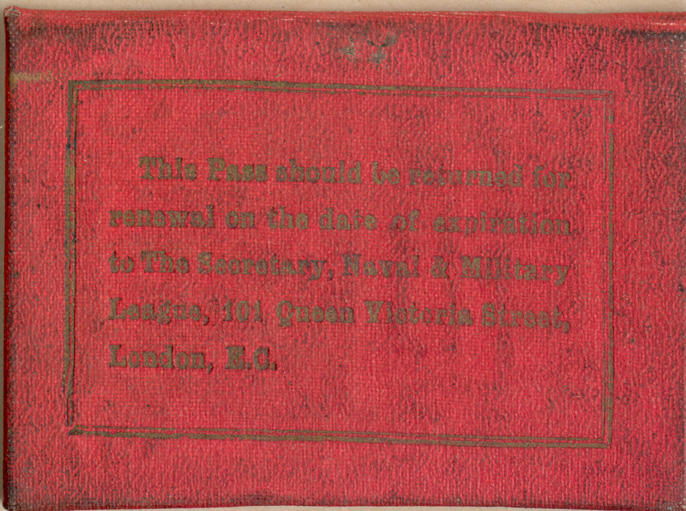 This Pass should be returned for
renewal on the date of expiration
to The Secretary, Naval & Military
League, 101 Queen Victoria Street,
London, E.C.